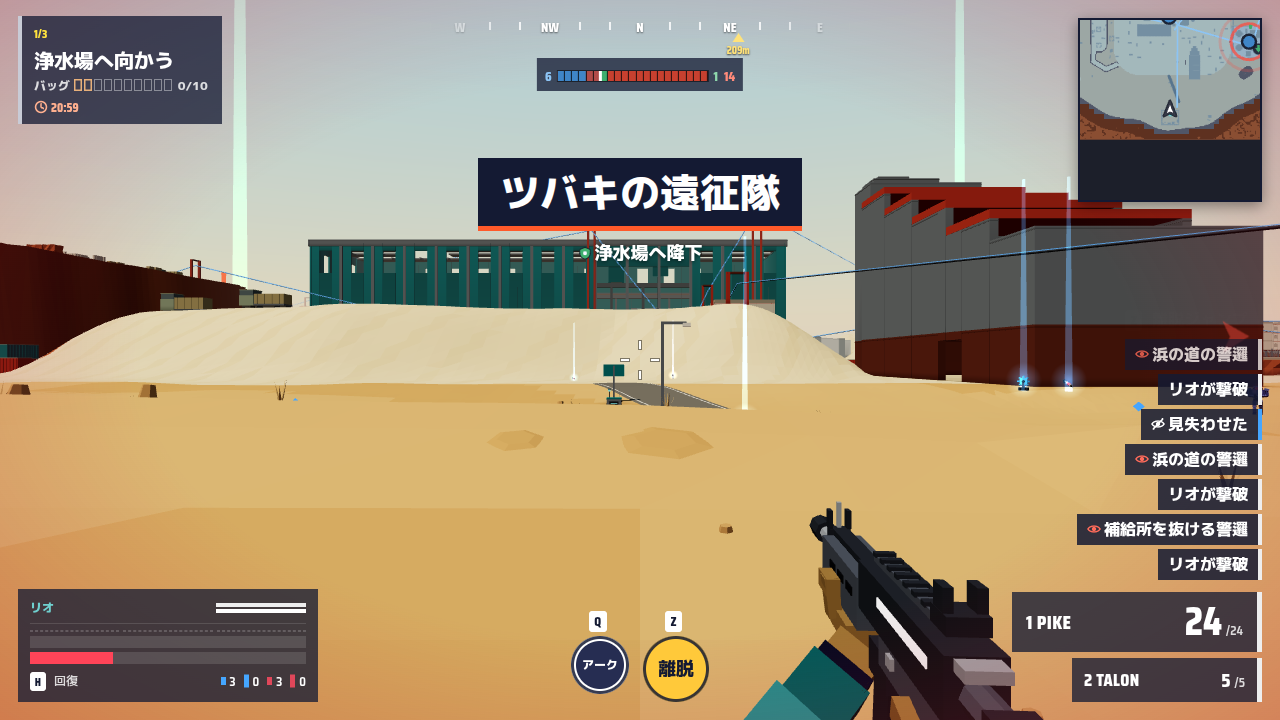 1/3
浄水場へ向かう
バッグ 0/10
20:59
W NW N NE E
209m
6 1 14
ツバキの遠征隊
浄水場へ降下
浜の道の警邏
リオが撃破
見失わせた
浜の道の警邏
リオが撃破
補給所を抜ける警邏
リオが撃破
リオ
H 回復 3 0 3 0
Q Z
アーク 離脱
1 PIKE 24 /24
2 TALON 5 /5